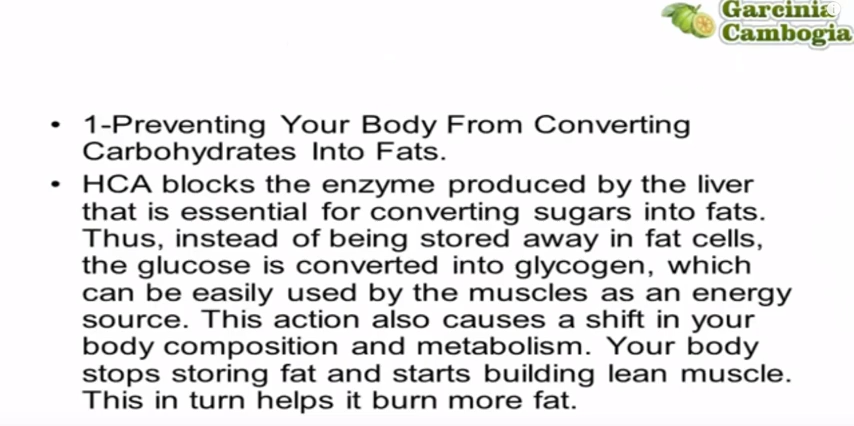 Garcinia
Cambogia
• 1-Preventing Your Body From Converting
Carbohydrates Into Fats.
• HCA blocks the enzyme produced by the liver
that is essential for converting sugars into fats.
Thus, instead of being stored away in fat cells,
the glucose is converted into glycogen, which
can be easily used by the muscles as an energy
source. This action also causes a shift in your
body composition and metabolism. Your body
stops storing fat and starts building lean muscle.
This in turn helps it burn more fat.